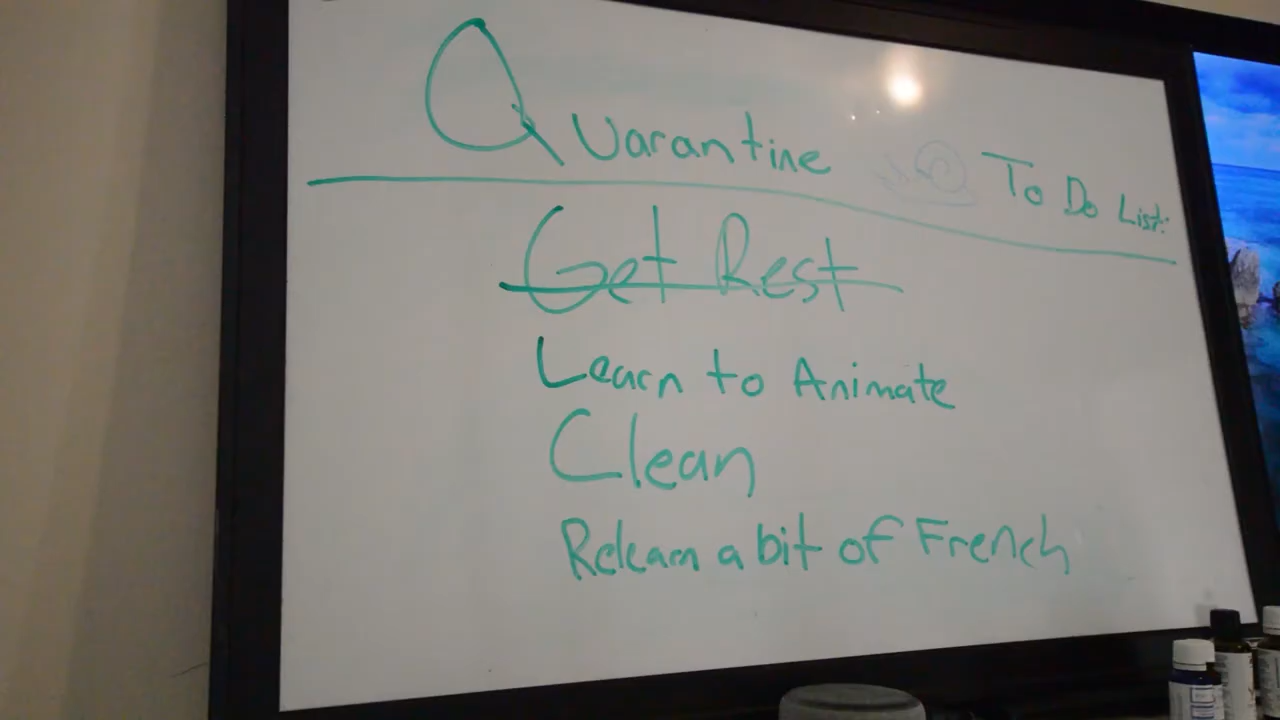 Quarantine To Do List:
Get Rest
Learn to Animate
Clean
Relearn a bit of French